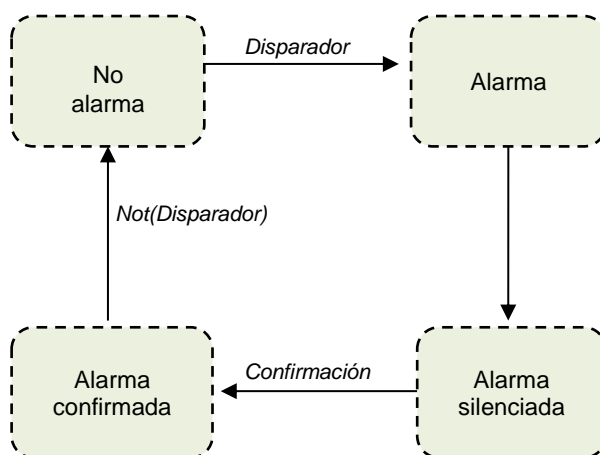 Disparador
No
alarma
Alarma
Not(Disparador)
Confirmación
Alarma
confirmada
Alarma
silenciada